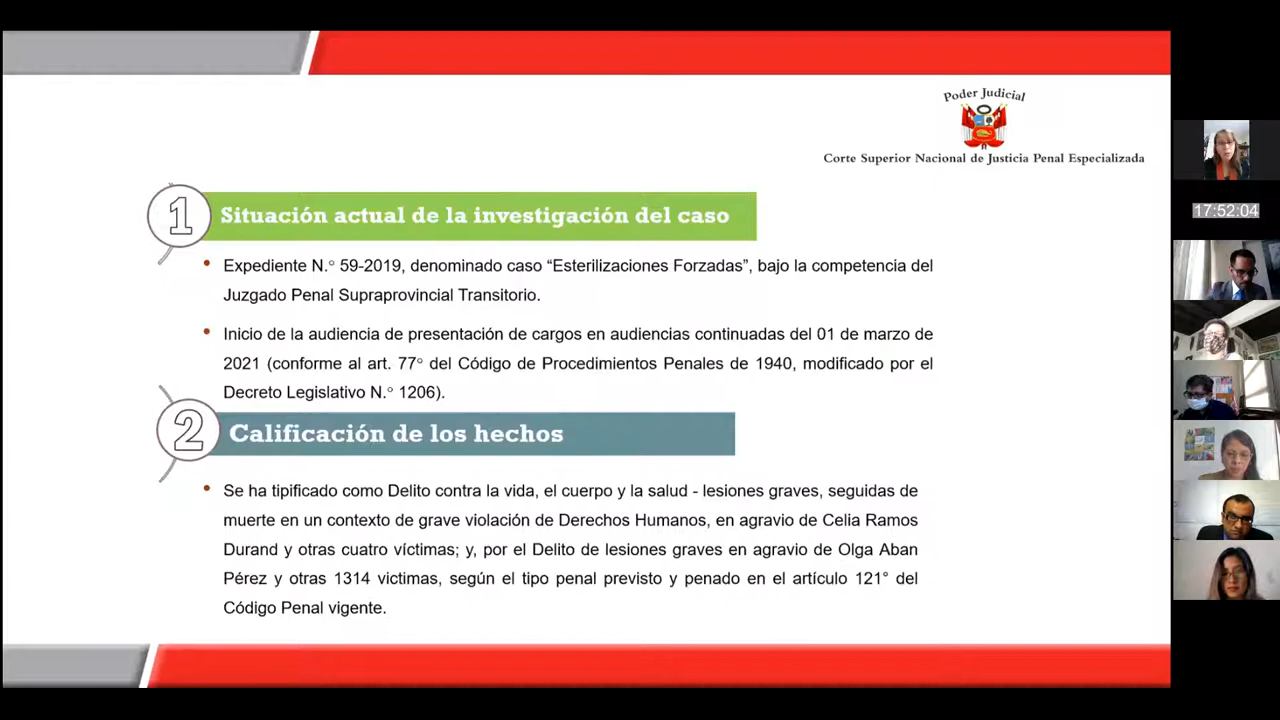 Poder Judicial
Corte Superior Nacional de Justicia Penal Especializada
1 Situación actual de la investigación del caso
• Expediente N.° 59-2019, denominado caso “Esterilizaciones Forzadas”, bajo la competencia del
Juzgado Penal Supraprovincial Transitorio.
• Inicio de la audiencia de presentación de cargos en audiencias continuadas del 01 de marzo de
2021 (conforme al art. 77° del Código de Procedimientos Penales de 1940, modificado por el
Decreto Legislativo N.° 1206).
2 Calificación de los hechos
• Se ha tipificado como Delito contra la vida, el cuerpo y la salud - lesiones graves, seguidas de
muerte en un contexto de grave violación de Derechos Humanos, en agravio de Celia Ramos
Durand y otras cuatro víctimas; y, por el Delito de lesiones graves en agravio de Olga Aban
Pérez y otras 1314 victimas, según el tipo penal previsto y penado en el artículo 121° del
Código Penal vigente.
17:52:04